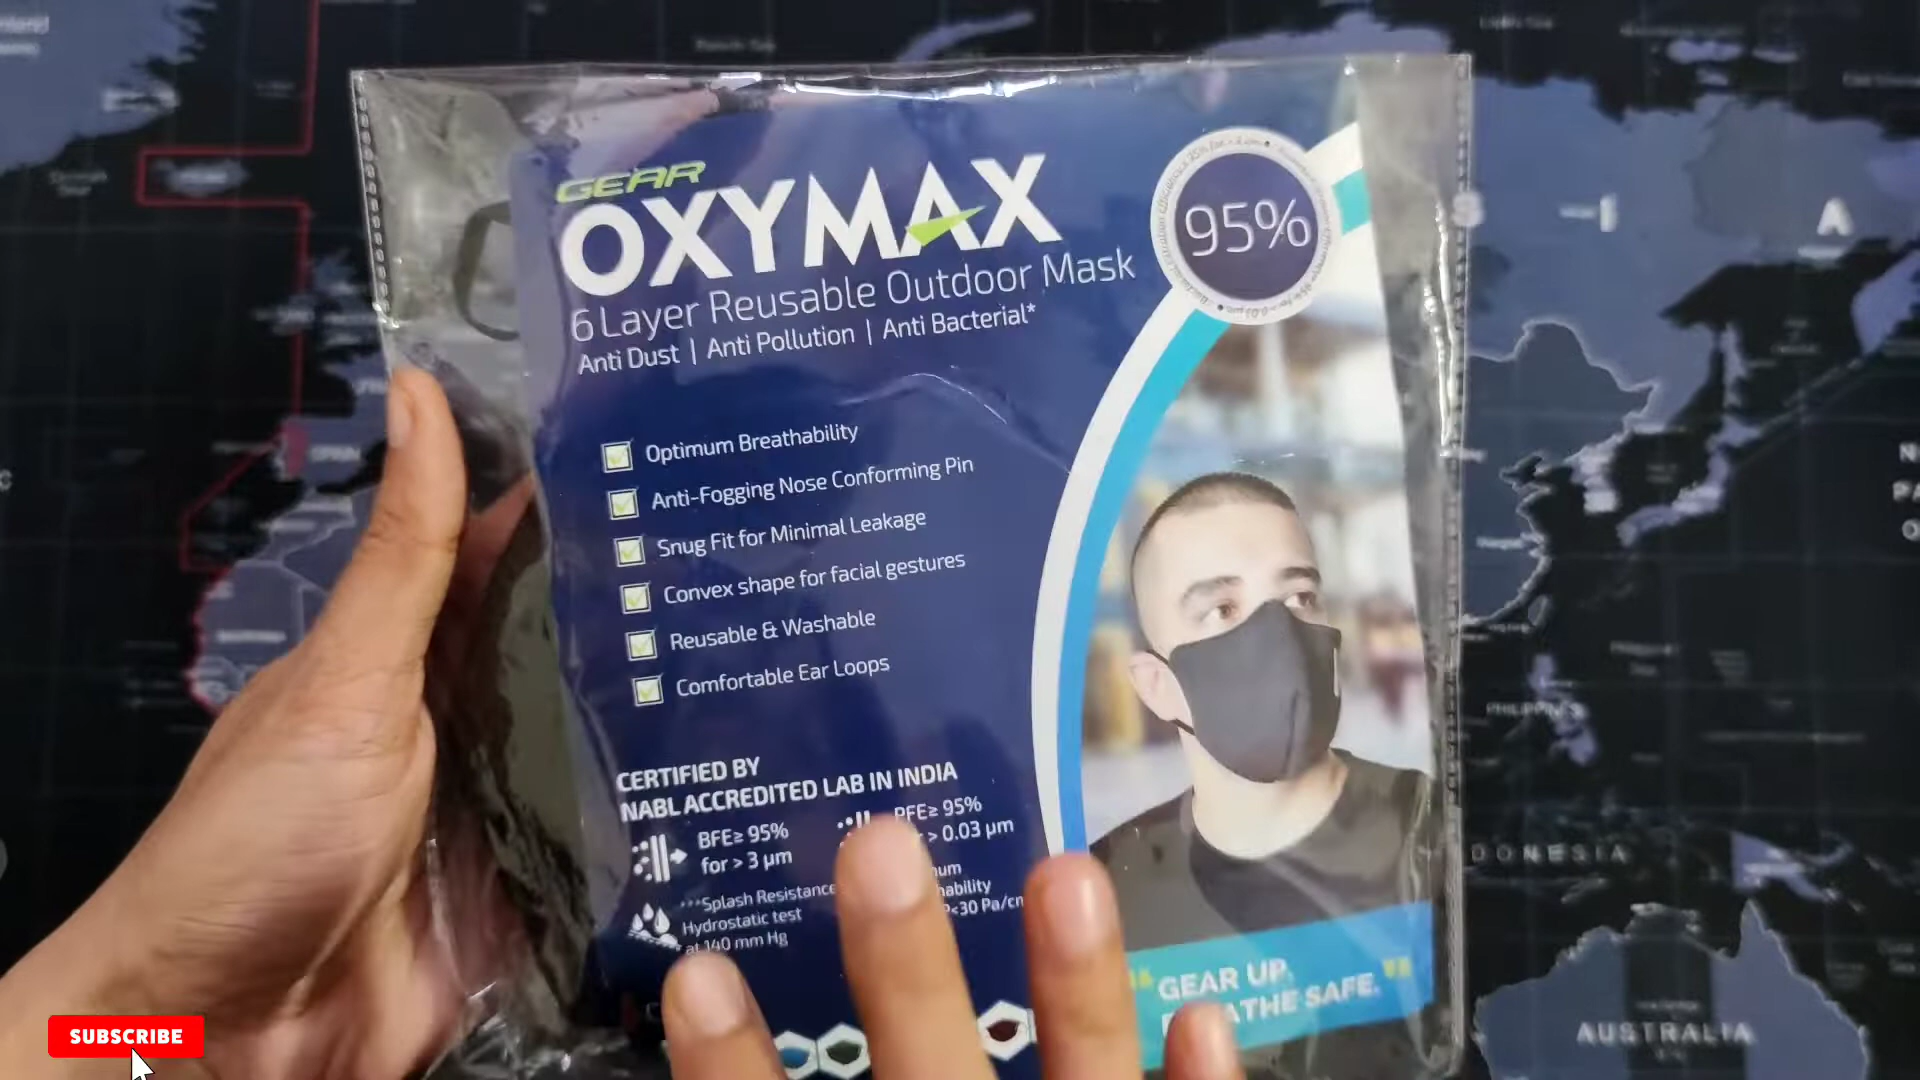 GEAR
OXYMAX
6 Layer Reusable Outdoor Mask
Anti Dust | Anti Pollution | Anti Bacterial*
95%
Optimum Breathability
Anti-Fogging Nose Conforming Pin
Snug Fit for Minimal Leakage
Convex shape for facial gestures
Reusable & Washable
Comfortable Ear Loops
CERTIFIED BY
NABL ACCREDITED LAB IN INDIA
BFE≥ 95%
for > 3 µm
PFE≥ 95%
> 0.03 µm
***Splash Resistance
Hydrostatic test
at 140 mm Hg
<30 Pa/cm
"GEAR UP,
SAFE."
SUBSCRIBE
SPAIN
PHILIPPINES
AUSTRALIA